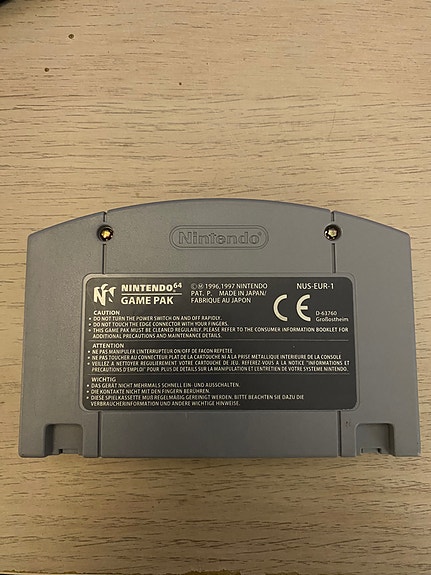 Nintendo®
NINTENDO 64
GAME PAK
©Ⓜ 1996,1997 NINTENDO
PAT. P. MADE IN JAPAN/
FABRIQUE AU JAPON
NUS-EUR-1
CE
D-63760
Großostheim
CAUTION
• DO NOT TURN THE POWER SWITCH ON AND OFF RAPIDLY.
• DO NOT TOUCH THE EDGE CONNECTOR WITH YOUR FINGERS.
• THIS GAME PAK MUST BE CLEANED REGULARLY. PLEASE REFER TO THE CONSUMER INFORMATION BOOKLET FOR
ADDITIONAL PRECAUTIONS AND MAINTENANCE DETAILS.
ATTENTION
• NE PAS MANIPULER L'INTERRUPTEUR ON/OFF DE FACON REPETEE
• NE PAS TOUCHER AU CONNECTEUR PLAT DE LA CARTOUCHE NI A LA PRISE METALLIQUE INTERIEURE DE LA CONSOLE
• VEUILLEZ A NETTOYER REGULIEREMENT VOTRE CARTOUCHE DE JEU. REFEREZ VOUS A LA NOTICE "INFORMATIONS ET
PRECAUTIONS D'EMPLOI" POUR PLUS DE DETAILS SUR LA MANIPULATION ET L'ENTRETIEN DE VOTRE SYSTEME NINTENDO.
WICHTIG
• DAS GERÄT NICHT MEHRMALS SCHNELL EIN- UND AUSSCHALTEN.
• DIE KONTAKTE NICHT MIT DEN FINGERN BERÜHREN.
• DIESE SPIELKASSETTE MUß REGELMÄßIG GEREINIGT WERDEN. BITTE BEACHTEN SIE DAZU DIE
VERBRAUCHERINFORMATION UND ANDERE WICHTIGE HINWEISE.